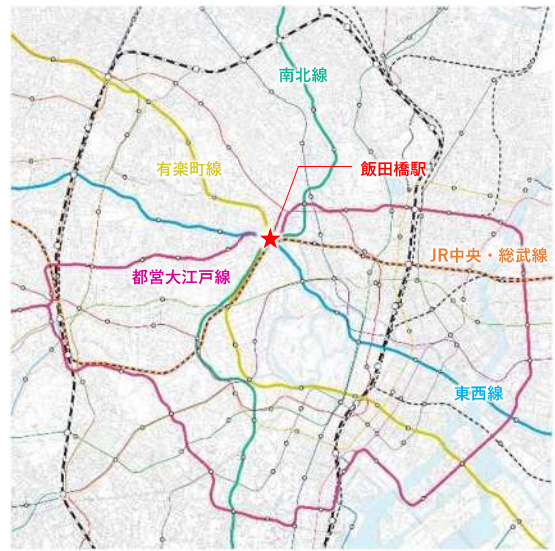 南北線
有楽町線
飯田橋駅
JR中央・総武線
都営大江戸線
東西線